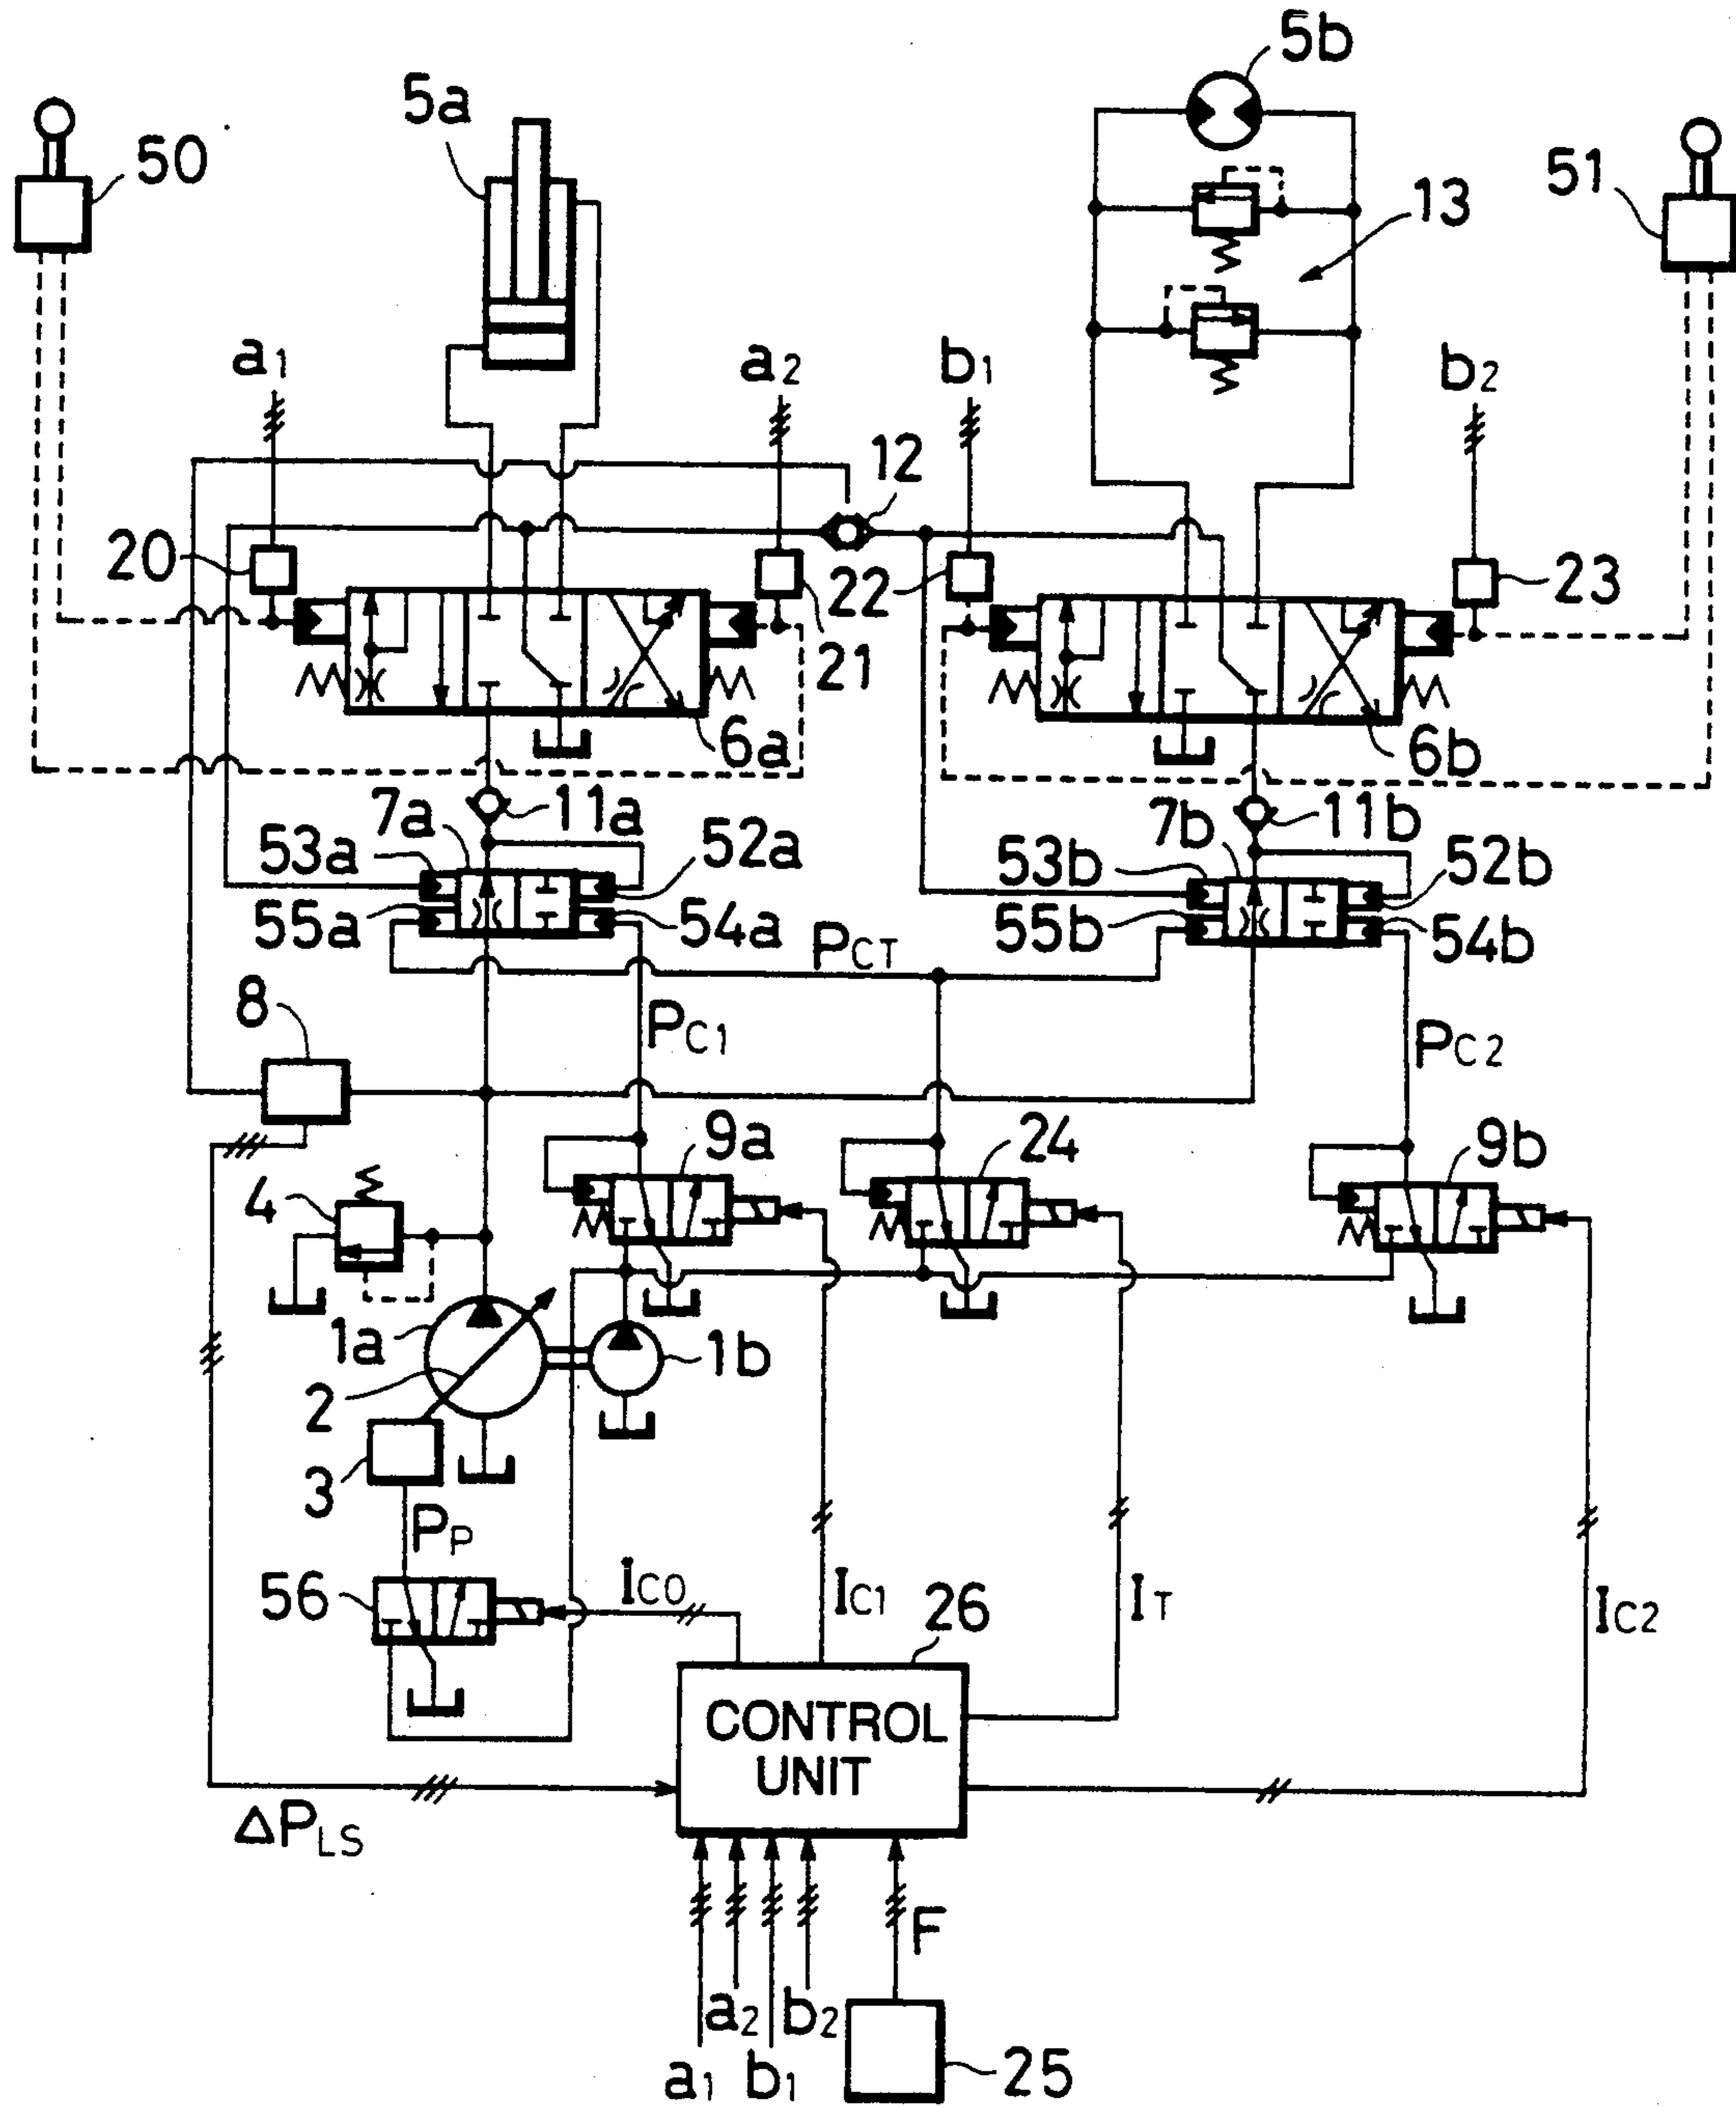 5b
5a
50
51
13
a1
a2
b1
b2
12
20
22
23
21
6a
6b
7a
11a
7b
11b
53a
52a
53b
52b
55a
54a
55b
54b
PCT
8
PC1
PC2
9a
24
9b
4
1a
1b
2
3
PP
56
IC0
IC1
26
IT
IC2
CONTROL
UNIT
ΔPLS
F
a2
b2
a1
b1
25